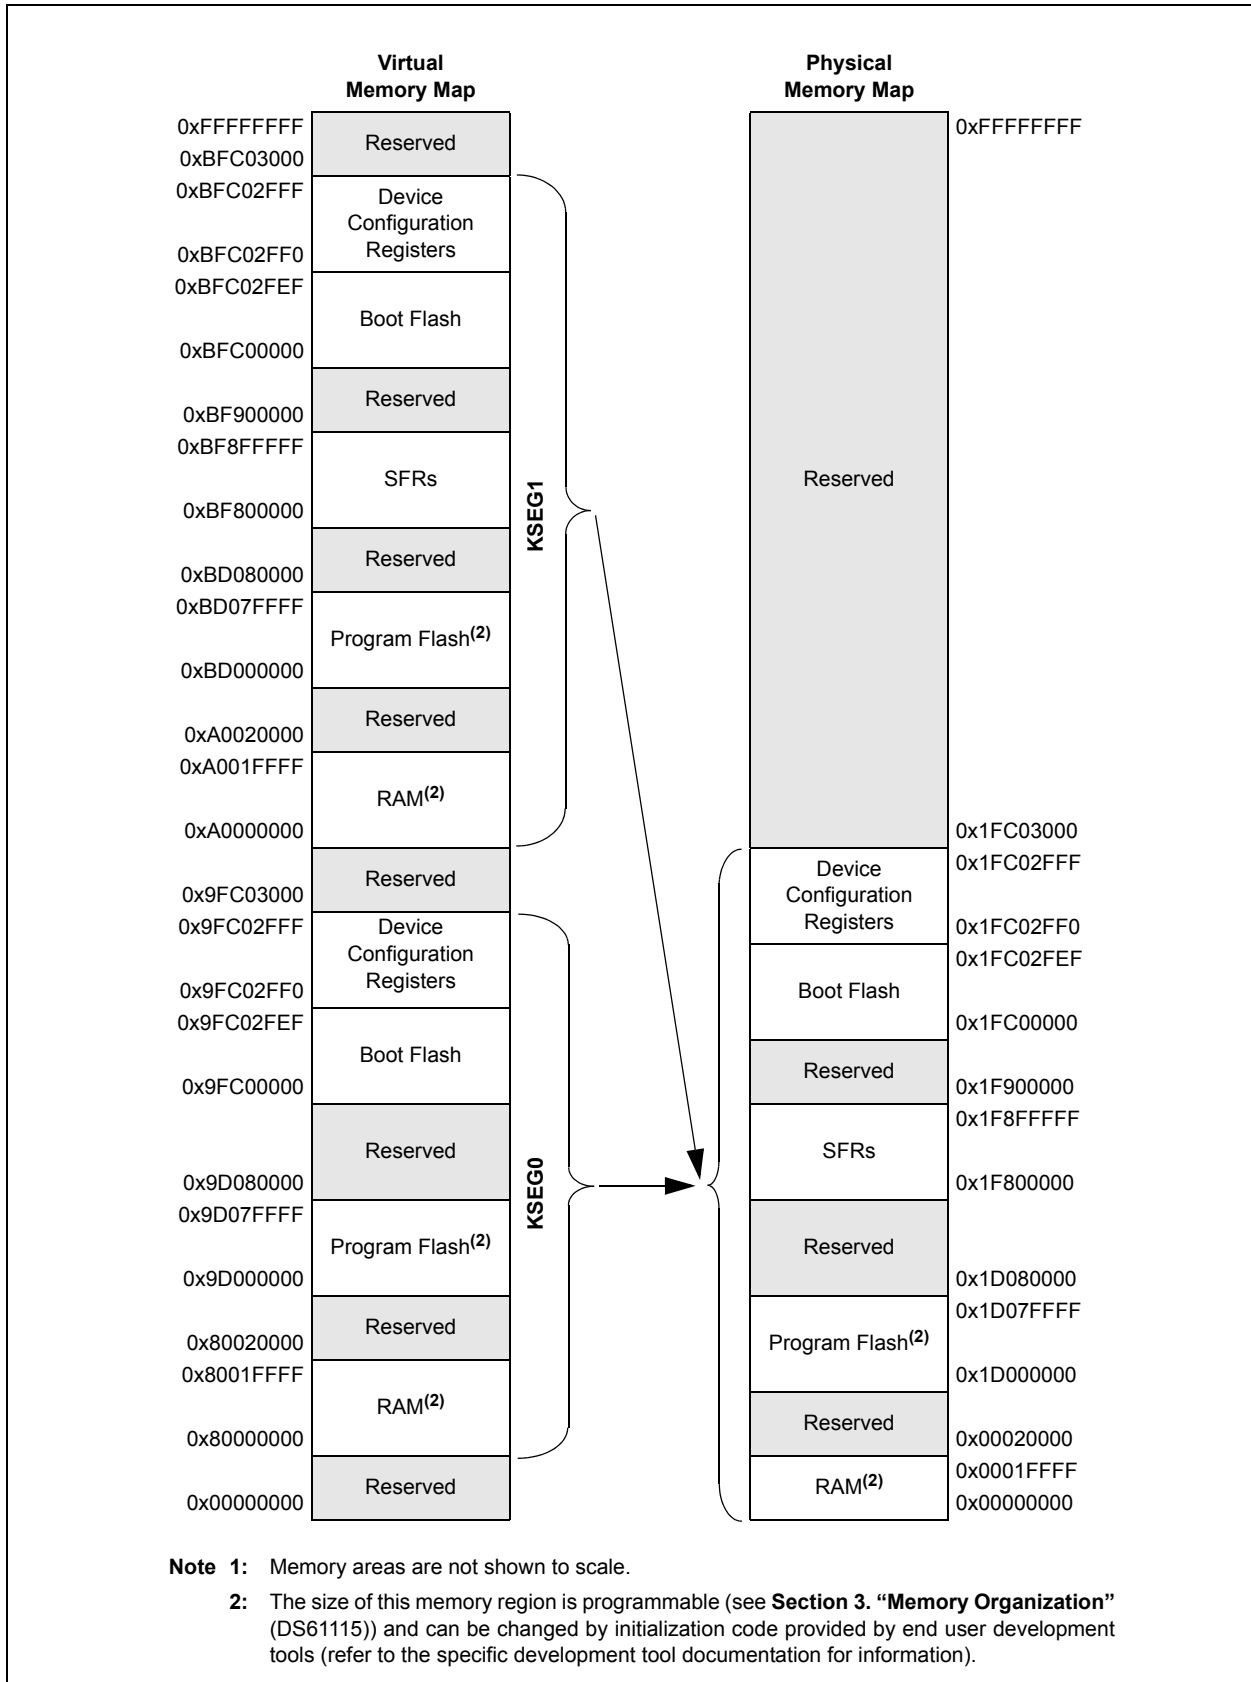 Virtual
Memory Map
0xFFFFFFFF
0xBFC03000
Reserved
0xBFC02FFF
0xBFC02FF0
Device
Configuration
Registers
0xBFC02FEF
0xBFC00000
Boot Flash
0xBF900000
Reserved
0xBF8FFFFF
0xBF800000
SFRs
0xBD080000
Reserved
0xBD07FFFF
0xBD000000
Program Flash(2)
0xA0020000
Reserved
0xA001FFFF
0xA0000000
RAM(2)
KSEG1
0x9FC03000
Reserved
0x9FC02FFF
0x9FC02FF0
Device
Configuration
Registers
0x9FC02FEF
0x9FC00000
Boot Flash
0x9D080000
Reserved
0x9D07FFFF
0x9D000000
Program Flash(2)
0x80020000
Reserved
0x8001FFFF
0x80000000
RAM(2)
KSEG0
0x00000000
Reserved
Physical
Memory Map
0xFFFFFFFF
Reserved
0x1FC03000
0x1FC02FFF
Device
Configuration
Registers
0x1FC02FF0
0x1FC02FEF
Boot Flash
0x1FC00000
Reserved
0x1F900000
0x1F8FFFFF
SFRs
0x1F800000
Reserved
0x1D080000
0x1D07FFFF
Program Flash(2)
0x1D000000
Reserved
0x00020000
0x0001FFFF
RAM(2)
0x00000000
Note 1: Memory areas are not shown to scale.
2: The size of this memory region is programmable (see Section 3. “Memory Organization”
(DS61115)) and can be changed by initialization code provided by end user development
tools (refer to the specific development tool documentation for information).